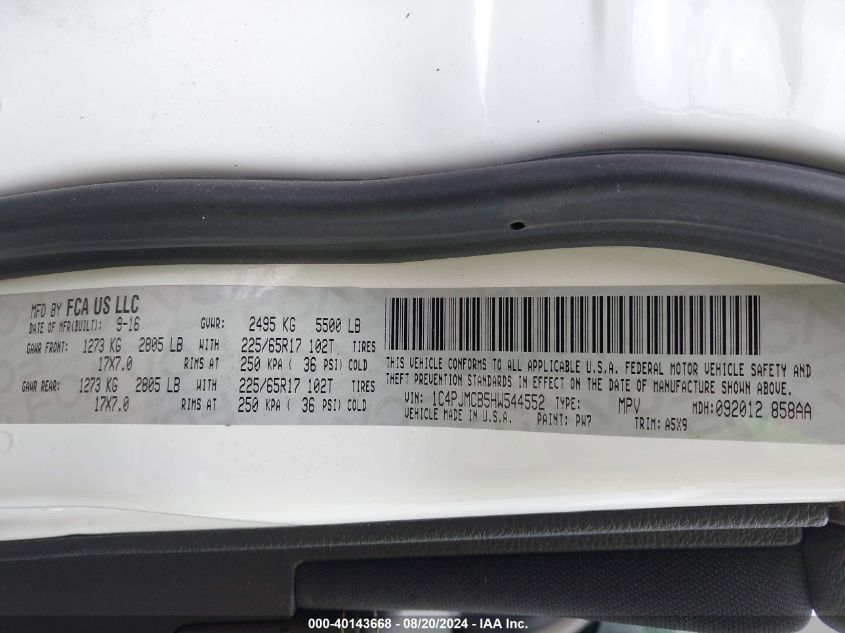 MFD BY FCA US LLC
DATE OF MFR(BUILT): 9-16 GVWR: 2495 KG 5500 LB
GAWR FRONT: 1273 KG 2805 LB WITH 225/65R17 102T TIRES
17X7.0 RIMS AT 250 KPA ( 36 PSI) COLD
GAWR REAR: 1273 KG 2805 LB WITH 225/65R17 102T TIRES
17X7.0 RIMS AT 250 KPA ( 36 PSI) COLD
THIS VEHICLE CONFORMS TO ALL APPLICABLE U.S.A. FEDERAL MOTOR VEHICLE SAFETY AND
THEFT PREVENTION STANDARDS IN EFFECT ON THE DATE OF MANUFACTURE SHOWN ABOVE.
VIN: 1C4PJMCB5HW544552 TYPE: MPV MDH:092012 858AA
VEHICLE MADE IN U.S.A. PAINT: PW7 TRIM: A5X9
000-40143668 - 08/20/2024 - IAA, Inc.